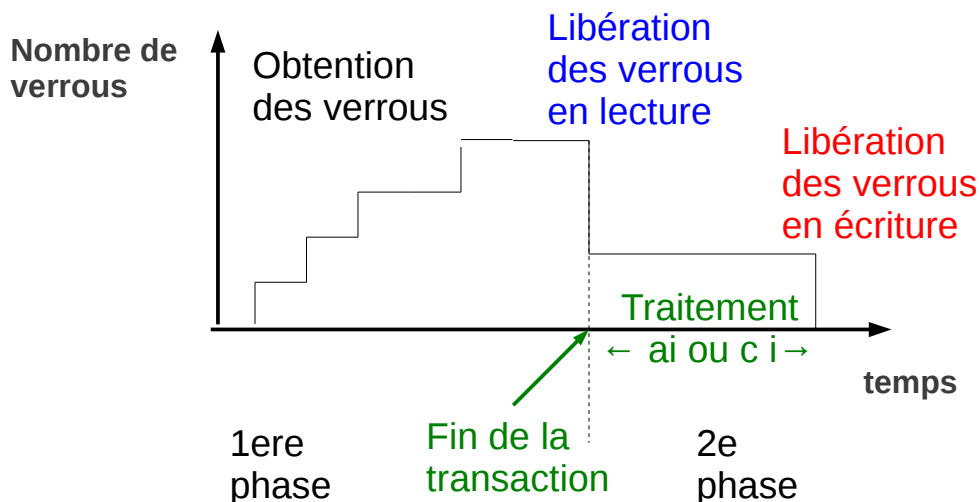 Nombre de
verrous
Obtention
des verrous
Libération
des verrous
en lecture
Libération
des verrous
en écriture
Traitement
← ai ou c i→
temps
1ere
phase
Fin de la
transaction
2e
phase